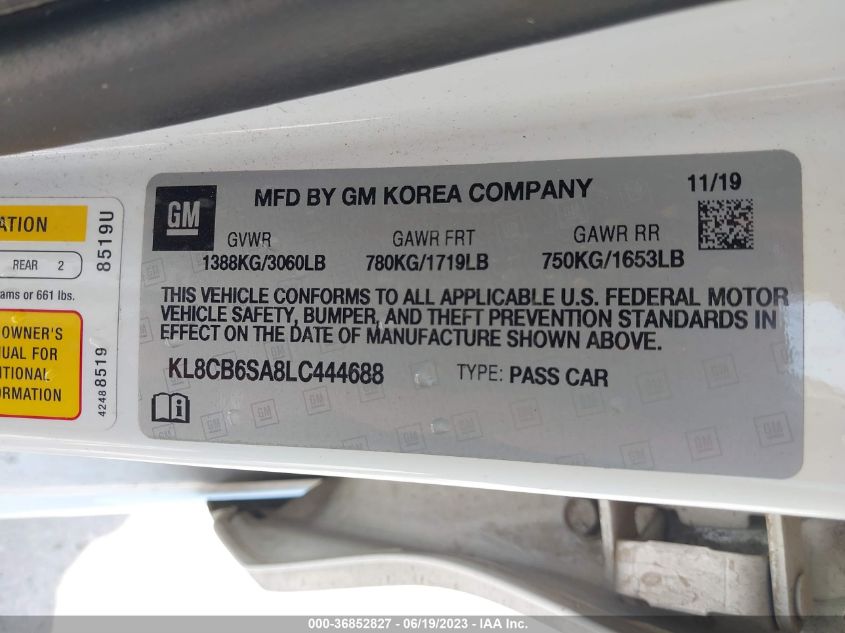 GM
MFD BY GM KOREA COMPANY
11/19
GVWR GAWR FRT GAWR RR
1388KG/3060LB 780KG/1719LB 750KG/1653LB
THIS VEHICLE CONFORMS TO ALL APPLICABLE U.S. FEDERAL MOTOR
VEHICLE SAFETY, BUMPER, AND THEFT PREVENTION STANDARDS IN
EFFECT ON THE DATE OF MANUFACTURE SHOWN ABOVE.
KL8CB6SA8LC444688 TYPE: PASS CAR
ATION
REAR 2
ams or 661 lbs.
OWNER'S
UAL FOR
ITIONAL
ORMATION
8519U
42488519
000-36852827 - 06/19/2023 - IAA Inc.